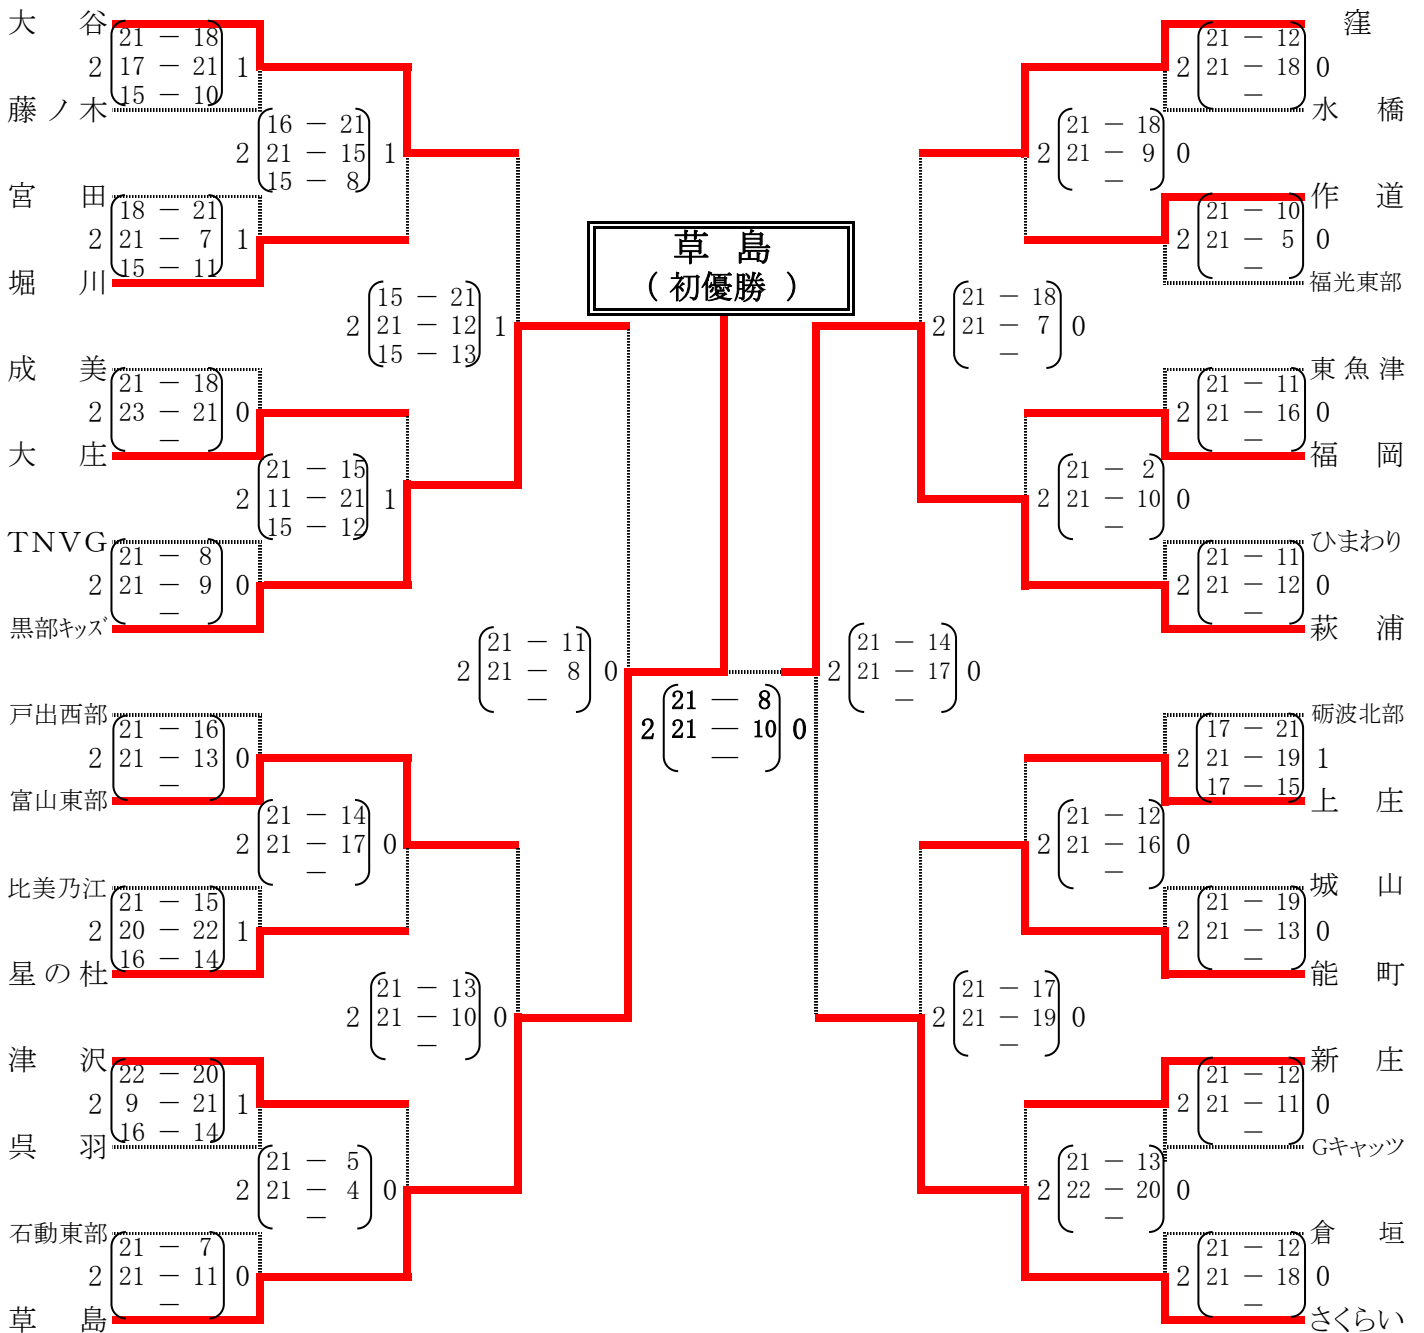 大谷
21 － 18
2 17 － 21 1
15 － 10
藤ノ木
16 － 21
2 21 － 15 1
15 － 8
宮田
18 － 21
2 21 － 7 1
15 － 11
堀川
15 － 21
2 21 － 12 1
15 － 13
成美
21 － 18
2 23 － 21 0
－
大庄
21 － 15
2 11 － 21 1
15 － 12
TNVG
21 － 8
2 21 － 9 0
－
黒部キッズ
21 － 11
2 21 － 8 0
－
戸出西部
21 － 16
2 21 － 13 0
－
富山東部
21 － 14
2 21 － 17 0
－
比美乃江
21 － 15
2 20 － 22 1
16 － 14
星の杜
21 － 13
2 21 － 10 0
－
津沢
22 － 20
2 9 － 21 1
16 － 14
呉羽
21 － 5
2 21 － 4 0
－
石動東部
21 － 7
2 21 － 11 0
－
草島
草島
（初優勝）
21 － 8
2 21 － 10 0
－
窪
21 － 12
2 21 － 18 0
－
水橋
21 － 18
2 21 － 9 0
－
作道
21 － 10
2 21 － 5 0
－
福光東部
21 － 18
2 21 － 7 0
－
東魚津
21 － 11
2 21 － 16 0
－
福岡
21 － 2
2 21 － 10 0
－
ひまわり
21 － 11
2 21 － 12 0
－
萩浦
21 － 14
2 21 － 17 0
－
砺波北部
17 － 21
2 21 － 19 1
17 － 15
上庄
21 － 12
2 21 － 16 0
－
城山
21 － 19
2 21 － 13 0
－
能町
21 － 17
2 21 － 19 0
－
新庄
21 － 12
2 21 － 11 0
－
Gキャッツ
21 － 13
2 22 － 20 0
－
倉垣
21 － 12
2 21 － 18 0
－
さくらい